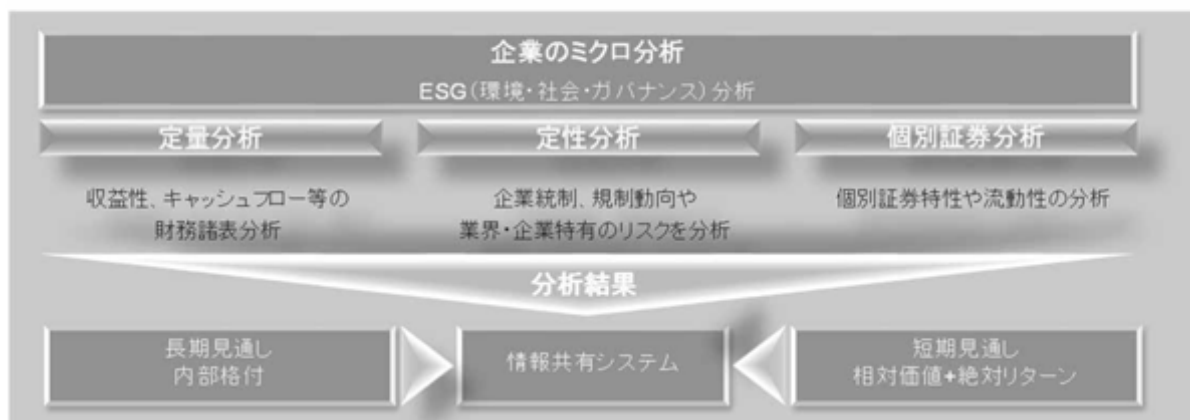 企業のミクロ分析
ESG(環境・社会・ガバナンス)分析
定量分析
収益性、キャッシュフロー等の
財務諸表分析
定性分析
企業統制、規制動向や
業界・企業特有のリスクを分析
個別証券分析
個別証券特性や流動性の分析
分析結果
長期見通し
内部格付
情報共有システム
短期見通し
相対価値+絶対リターン